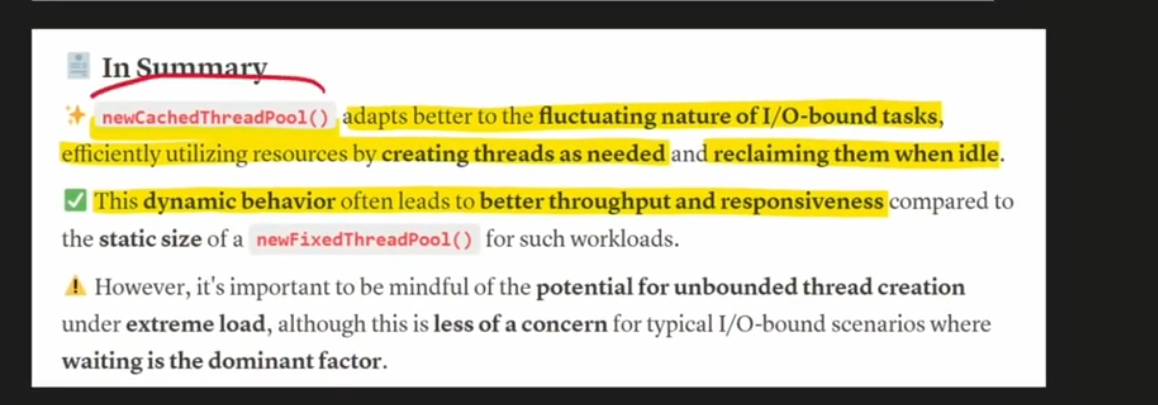 In Summary
newCachedThreadPool() adapts better to the fluctuating nature of I/O-bound tasks,
efficiently utilizing resources by creating threads as needed and reclaiming them when idle.
This dynamic behavior often leads to better throughput and responsiveness compared to
the static size of a newFixedThreadPool() for such workloads.
However, it's important to be mindful of the potential for unbounded thread creation
under extreme load, although this is less of a concern for typical I/O-bound scenarios where
waiting is the dominant factor.